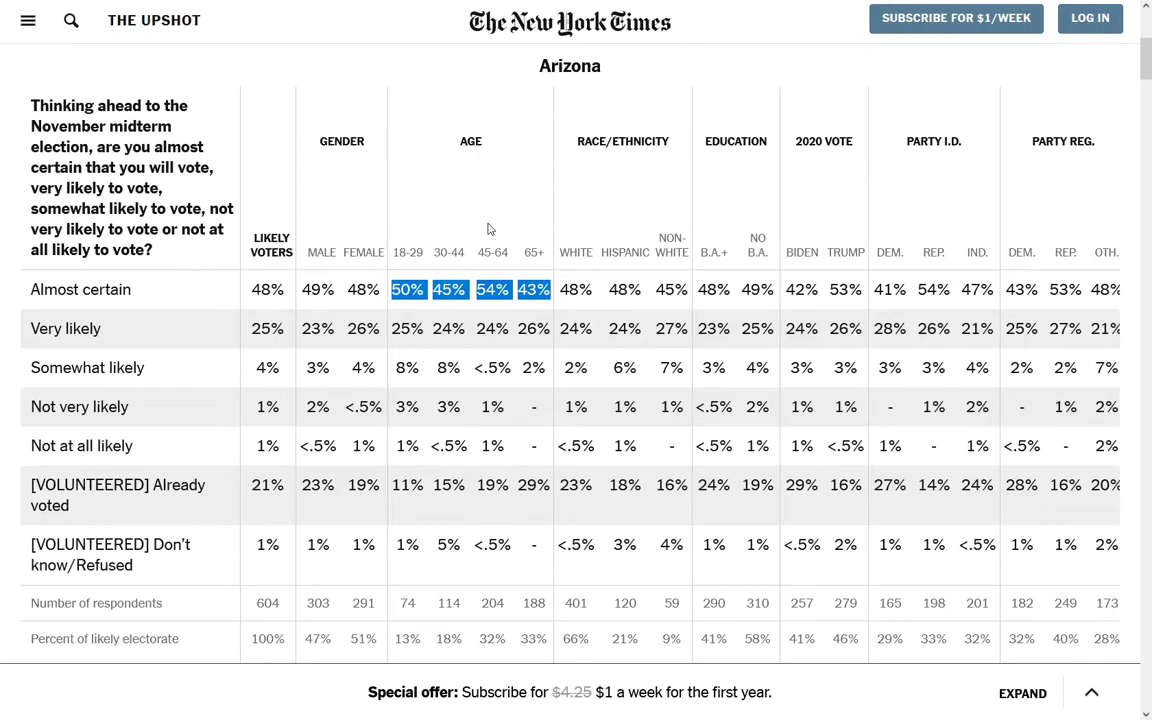 THE UPSHOT
The New York Times
SUBSCRIBE FOR $1/WEEK
LOG IN
Arizona
Thinking ahead to the
November midterm
election, are you almost
certain that you will vote,
very likely to vote,
somewhat likely to vote, not
very likely to vote or not at
all likely to vote?
GENDER AGE RACE/ETHNICITY EDUCATION 2020 VOTE PARTY I.D. PARTY REG.
LIKELY VOTERS MALE FEMALE 18-29 30-44 45-64 65+ WHITE HISPANIC NON-WHITE B.A.+ NO B.A. BIDEN TRUMP DEM. REP. IND. DEM. REP. OTH.
Almost certain 48% 49% 48% 50% 45% 54% 43% 48% 48% 45% 48% 49% 42% 53% 41% 54% 47% 43% 53% 48%
Very likely 25% 23% 26% 25% 24% 24% 26% 24% 24% 27% 23% 25% 24% 26% 28% 26% 21% 25% 27% 21%
Somewhat likely 4% 3% 4% 8% 8% <.5% 2% 2% 6% 7% 3% 4% 3% 3% 3% 3% 4% 2% 2% 7%
Not very likely 1% 2% <.5% 3% 3% 1% - 1% 1% 1% <.5% 2% 1% 1% - 1% 2% - 1% 2%
Not at all likely 1% <.5% 1% 1% <.5% 1% - <.5% 1% - <.5% 1% 1% <.5% 1% - 1% <.5% - 2%
[VOLUNTEERED] Already
voted 21% 23% 19% 11% 15% 19% 29% 23% 18% 16% 24% 19% 29% 16% 27% 14% 24% 28% 16% 20%
[VOLUNTEERED] Don't
know/Refused 1% 1% 1% 1% 5% <.5% - <.5% 3% 4% 1% 1% <.5% 2% 1% 1% <.5% 1% 1% 2%
Number of respondents 604 303 291 74 114 204 188 401 120 59 290 310 257 279 165 198 201 182 249 173
Percent of likely electorate 100% 47% 51% 13% 18% 32% 33% 66% 21% 9% 41% 58% 41% 46% 29% 33% 32% 32% 40% 28%
Special offer: Subscribe for $4.25 $1 a week for the first year.
EXPAND